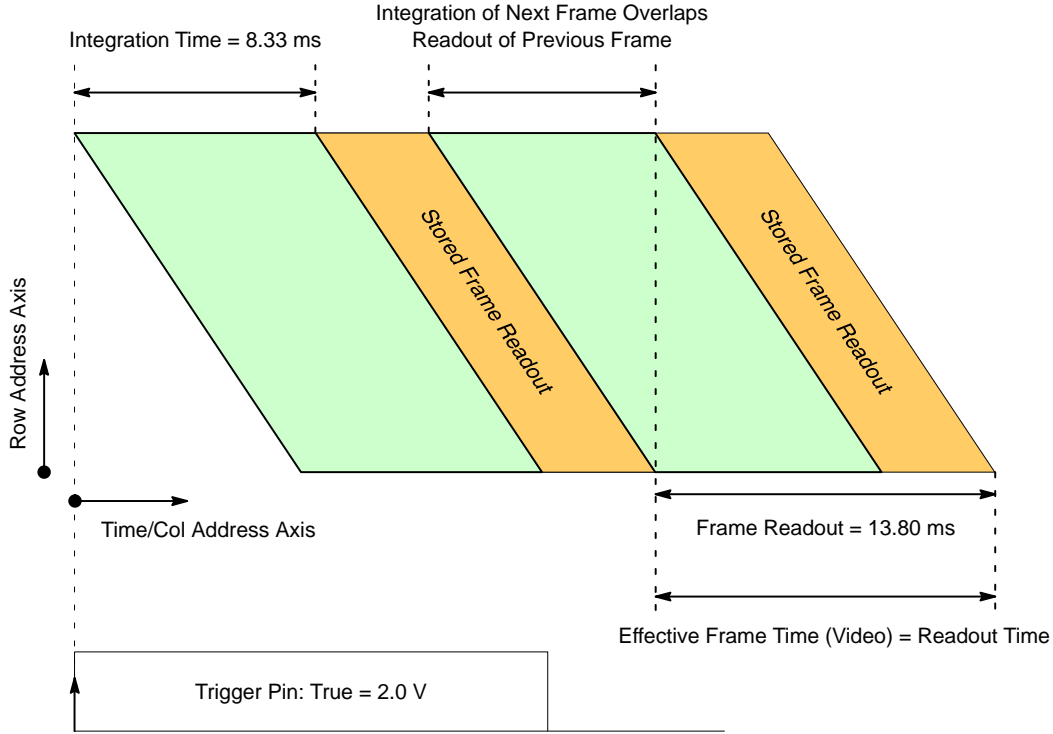 Integration of Next Frame Overlaps
Integration Time = 8.33 ms
Readout of Previous Frame
Stored Frame Readout
Stored Frame Readout
Row Address Axis
Time/Col Address Axis
Frame Readout = 13.80 ms
Effective Frame Time (Video) = Readout Time
Trigger Pin: True = 2.0 V